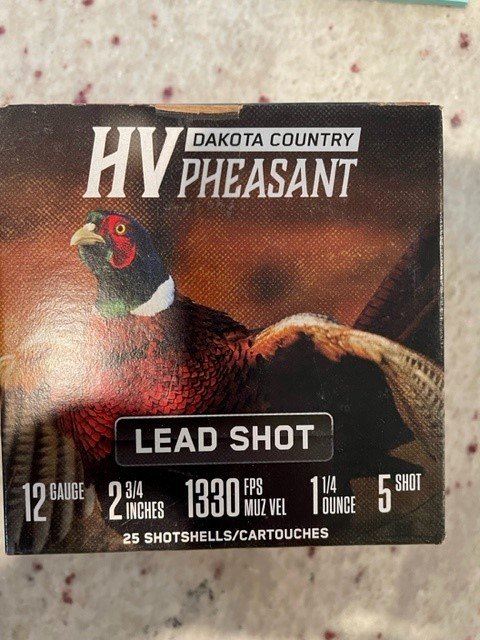 HV DAKOTA COUNTRY
PHEASANT
LEAD SHOT
12 GAUGE 2 3/4 INCHES 1330 FPS MUZ VEL 1 1/4 OUNCE 5 SHOT
25 SHOTSHELLS/CARTOUCHES